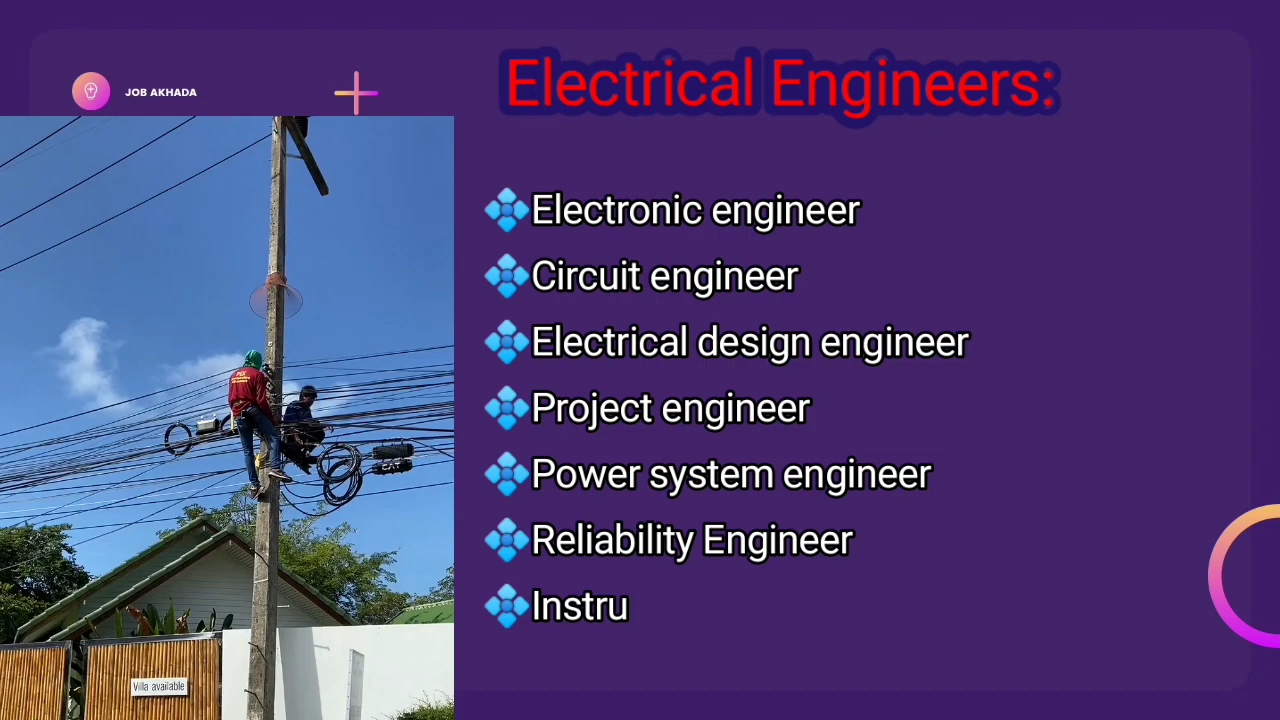 JOB AKHADA
Electrical Engineers:
Electronic engineer
Circuit engineer
Electrical design engineer
Project engineer
Power system engineer
Reliability Engineer
Instru
Villa available